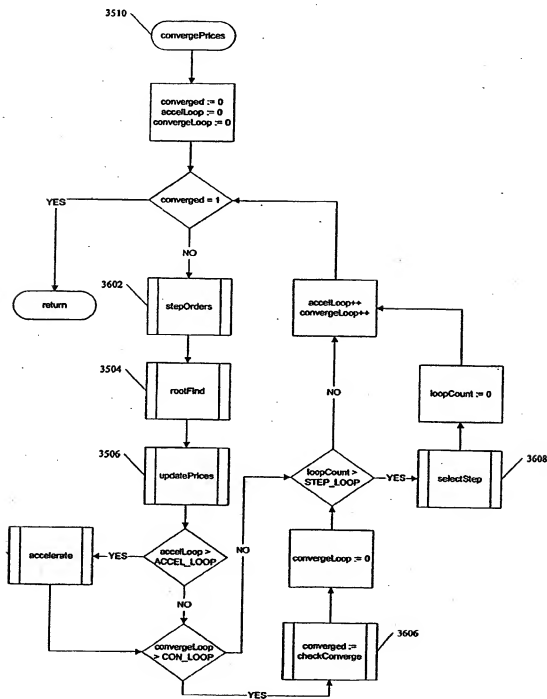 3510
convergePrices
converged := 0
accelLoop := 0
convergeLoop := 0
YES
converged = 1
NO
return
3602
stepOrders
accelLoop++
convergeLoop++
3504
rootFind
loopCount := 0
NO
3506
updatePrices
loopCount >
STEP_LOOP
YES
selectStep
3608
accelerate
YES
accelLoop >
ACCEL_LOOP
NO
convergeLoop := 0
NO
convergeLoop
> CON_LOOP
converged :=
checkConverge
3606
YES